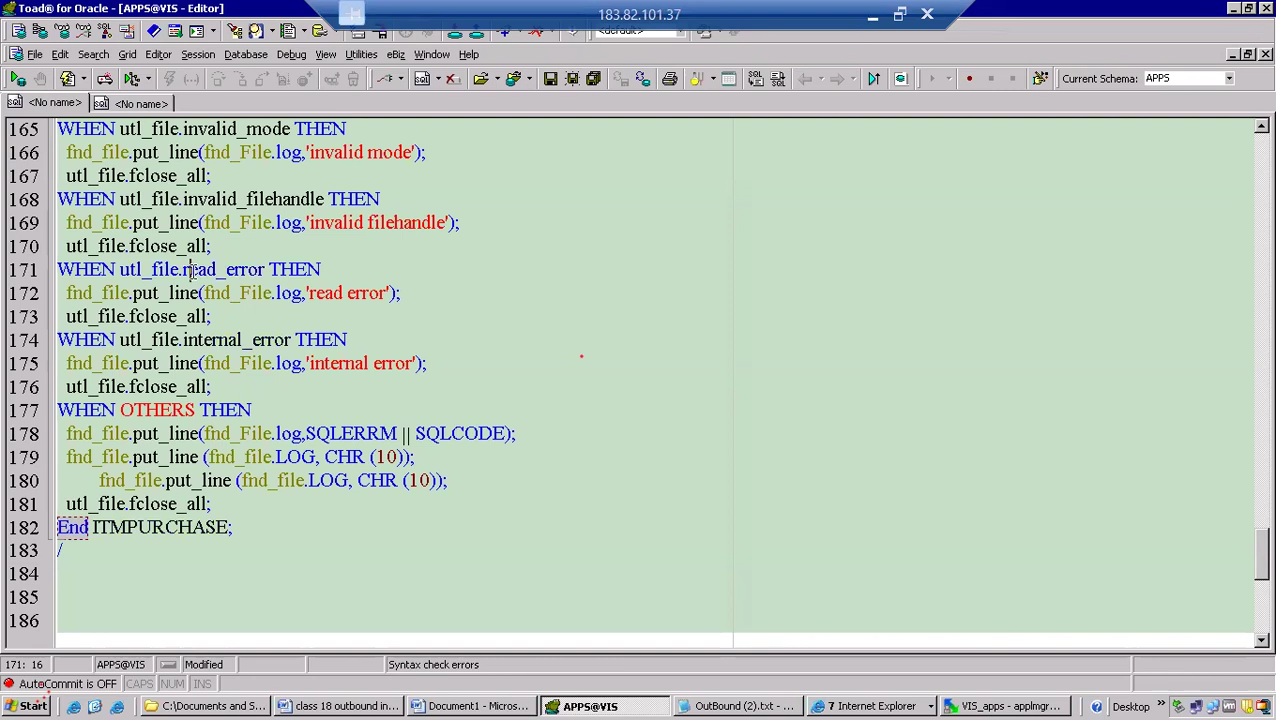 Toad® for Oracle - [APPS@VIS - Editor]
183.82.101.37
File Edit Search Grid Editor Session Database Debug View Utilities eBiz Window Help
Current Schema: APPS
<No name> <No name>
165 WHEN utl_file.invalid_mode THEN
166 fnd_file.put_line(fnd_File.log,'invalid mode');
167 utl_file.fclose_all;
168 WHEN utl_file.invalid_filehandle THEN
169 fnd_file.put_line(fnd_File.log,'invalid filehandle');
170 utl_file.fclose_all;
171 WHEN utl_file.read_error THEN
172 fnd_file.put_line(fnd_File.log,'read error');
173 utl_file.fclose_all;
174 WHEN utl_file.internal_error THEN
175 fnd_file.put_line(fnd_File.log,'internal error');
176 utl_file.fclose_all;
177 WHEN OTHERS THEN
178 fnd_file.put_line(fnd_File.log,SQLERRM || SQLCODE);
179 fnd_file.put_line (fnd_file.LOG, CHR (10));
180 fnd_file.put_line (fnd_file.LOG, CHR (10));
181 utl_file.fclose_all;
182 End ITMPURCHASE;
183 /
184
185
186
171: 16 APPS@VIS Modified Syntax check errors
AutoCommit is OFF CAPS NUM INS
Start C:\Documents and S... class 18 outbound in... Document1 - Micros... APPS@VIS OutBound (2).txt - ... 7 Internet Explorer VIS_apps - applmgr... Desktop